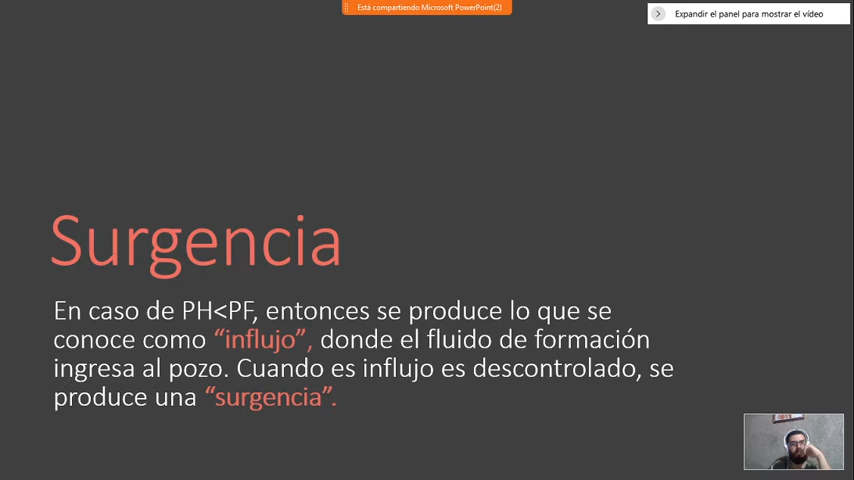 Está compartiendo Microsoft PowerPoint(2)
Expandir el panel para mostrar el vídeo
Surgencia
En caso de PH<PF, entonces se produce lo que se
conoce como “influjo”, donde el fluido de formación
ingresa al pozo. Cuando es influjo es descontrolado, se
produce una “surgencia”.